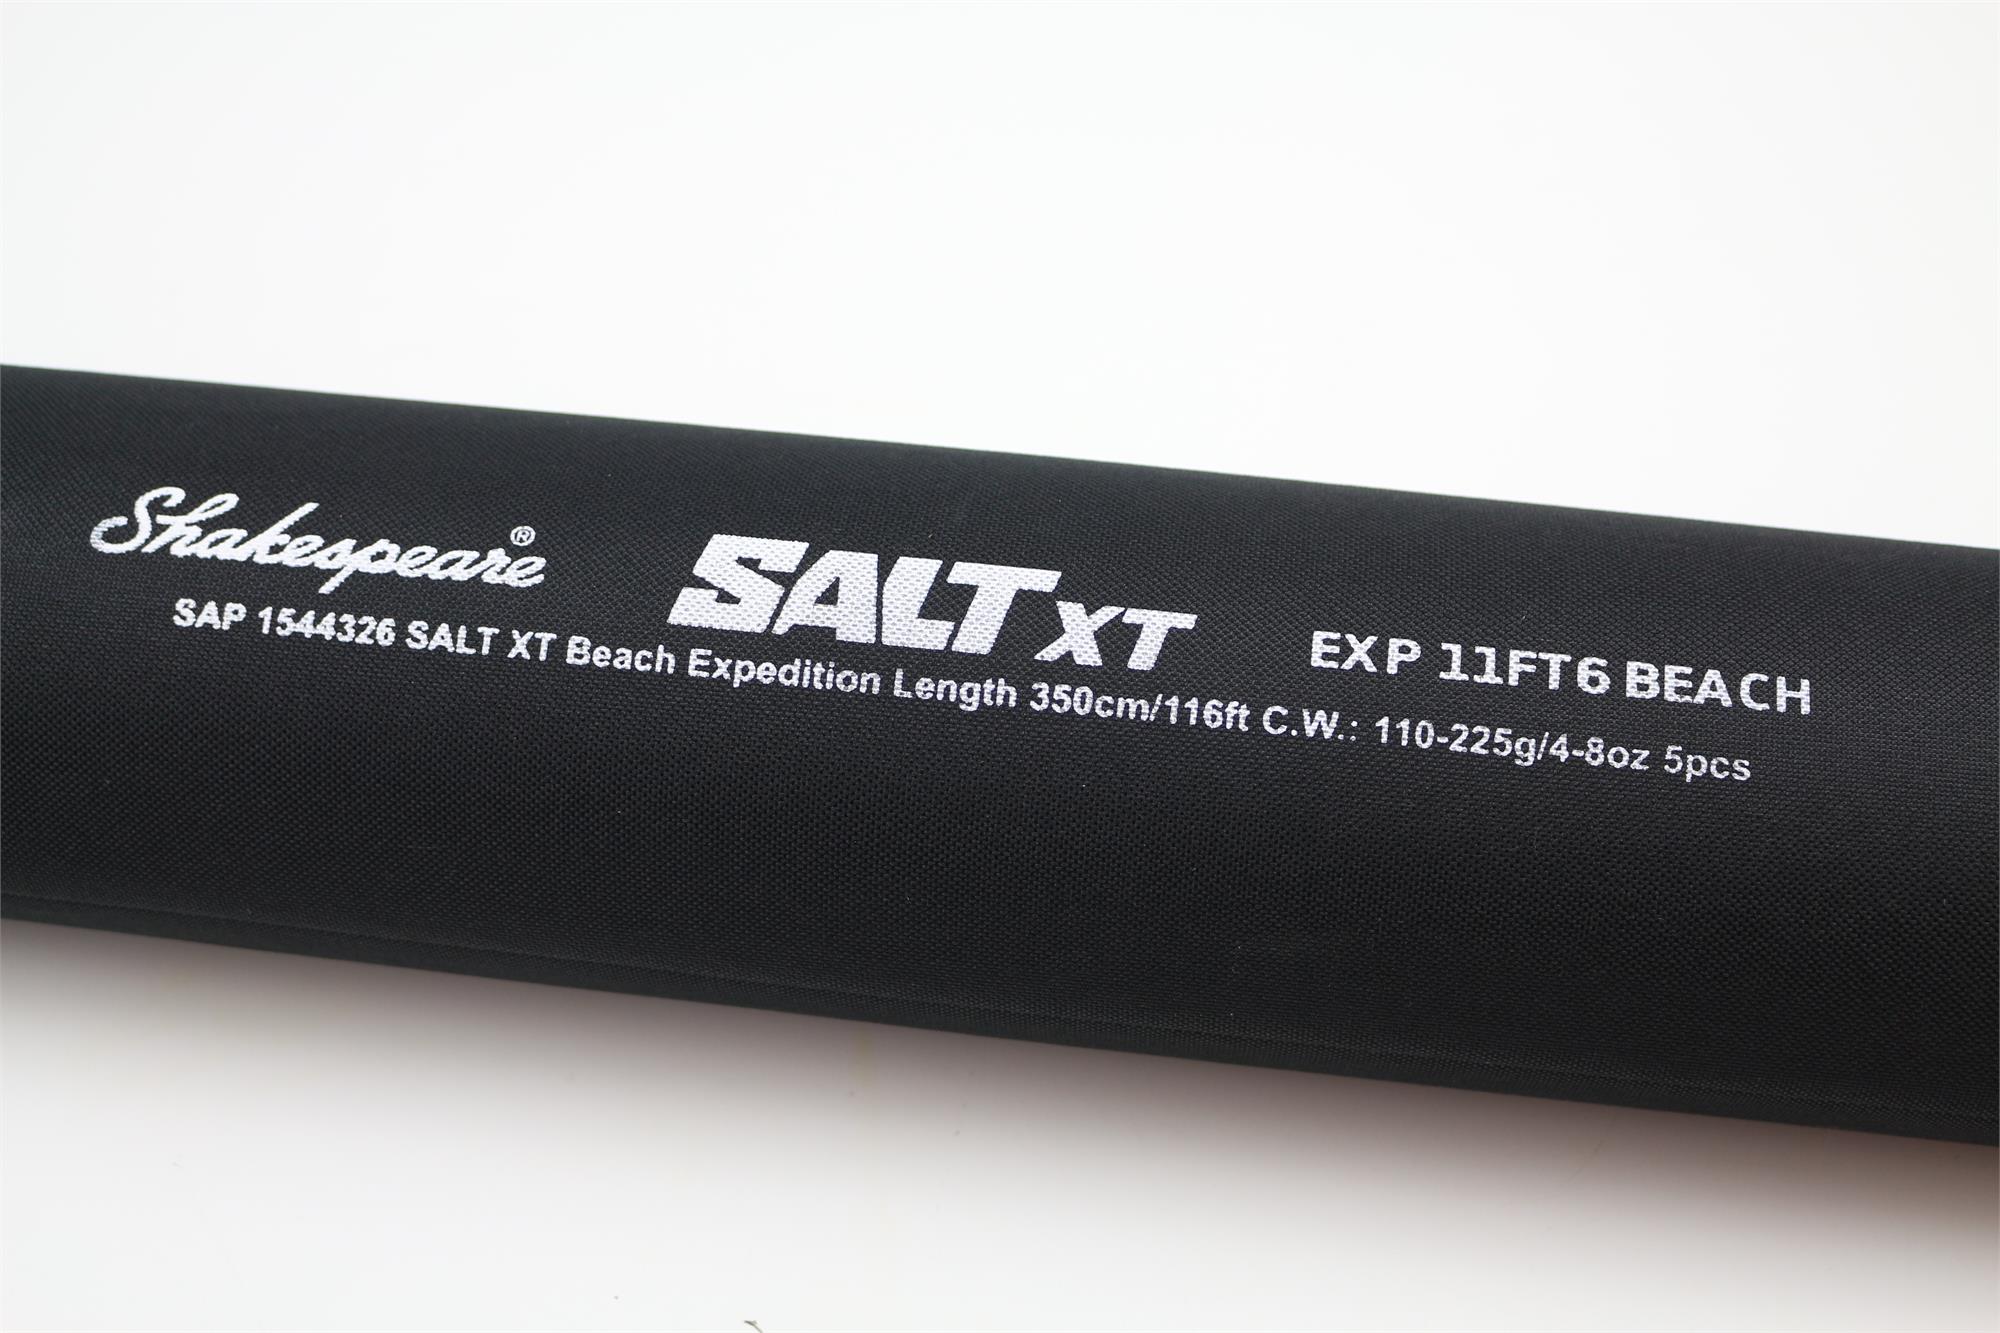 Shakespeare® SALT XT EXP 11FT6 BEACH
SAP 1544326 SALT XT Beach Expedition Length 350cm/116ft C.W.: 110-225g/4-8oz 5pcs